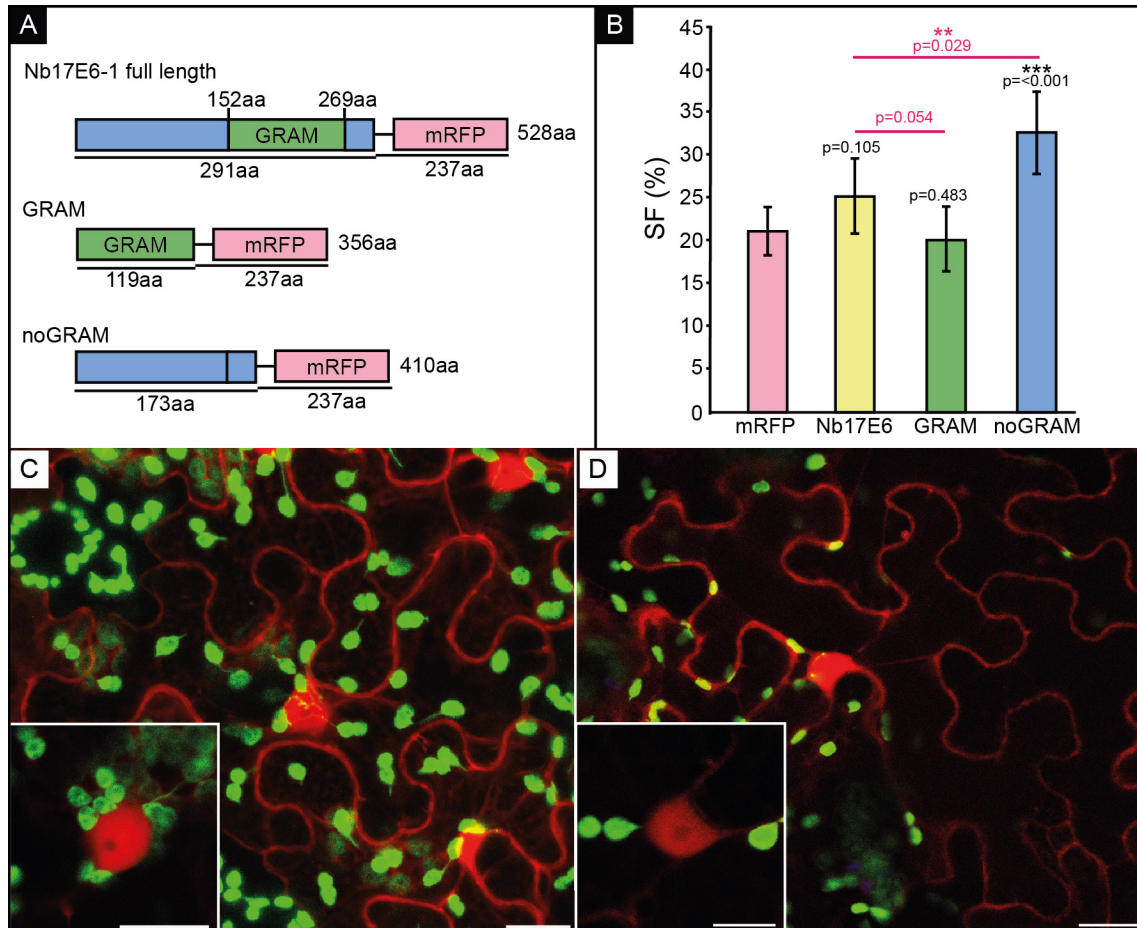 A
Nb17E6-1 full length
152aa 269aa
GRAM mRFP 528aa
291aa 237aa
GRAM
GRAM mRFP 356aa
119aa 237aa
noGRAM
mRFP 410aa
173aa 237aa
B
**
p=0.029
***
p=<0.001
p=0.054
p=0.105
p=0.483
SF (%)
45
40
35
30
25
20
15
10
5
0
mRFP Nb17E6 GRAM noGRAM
C
D